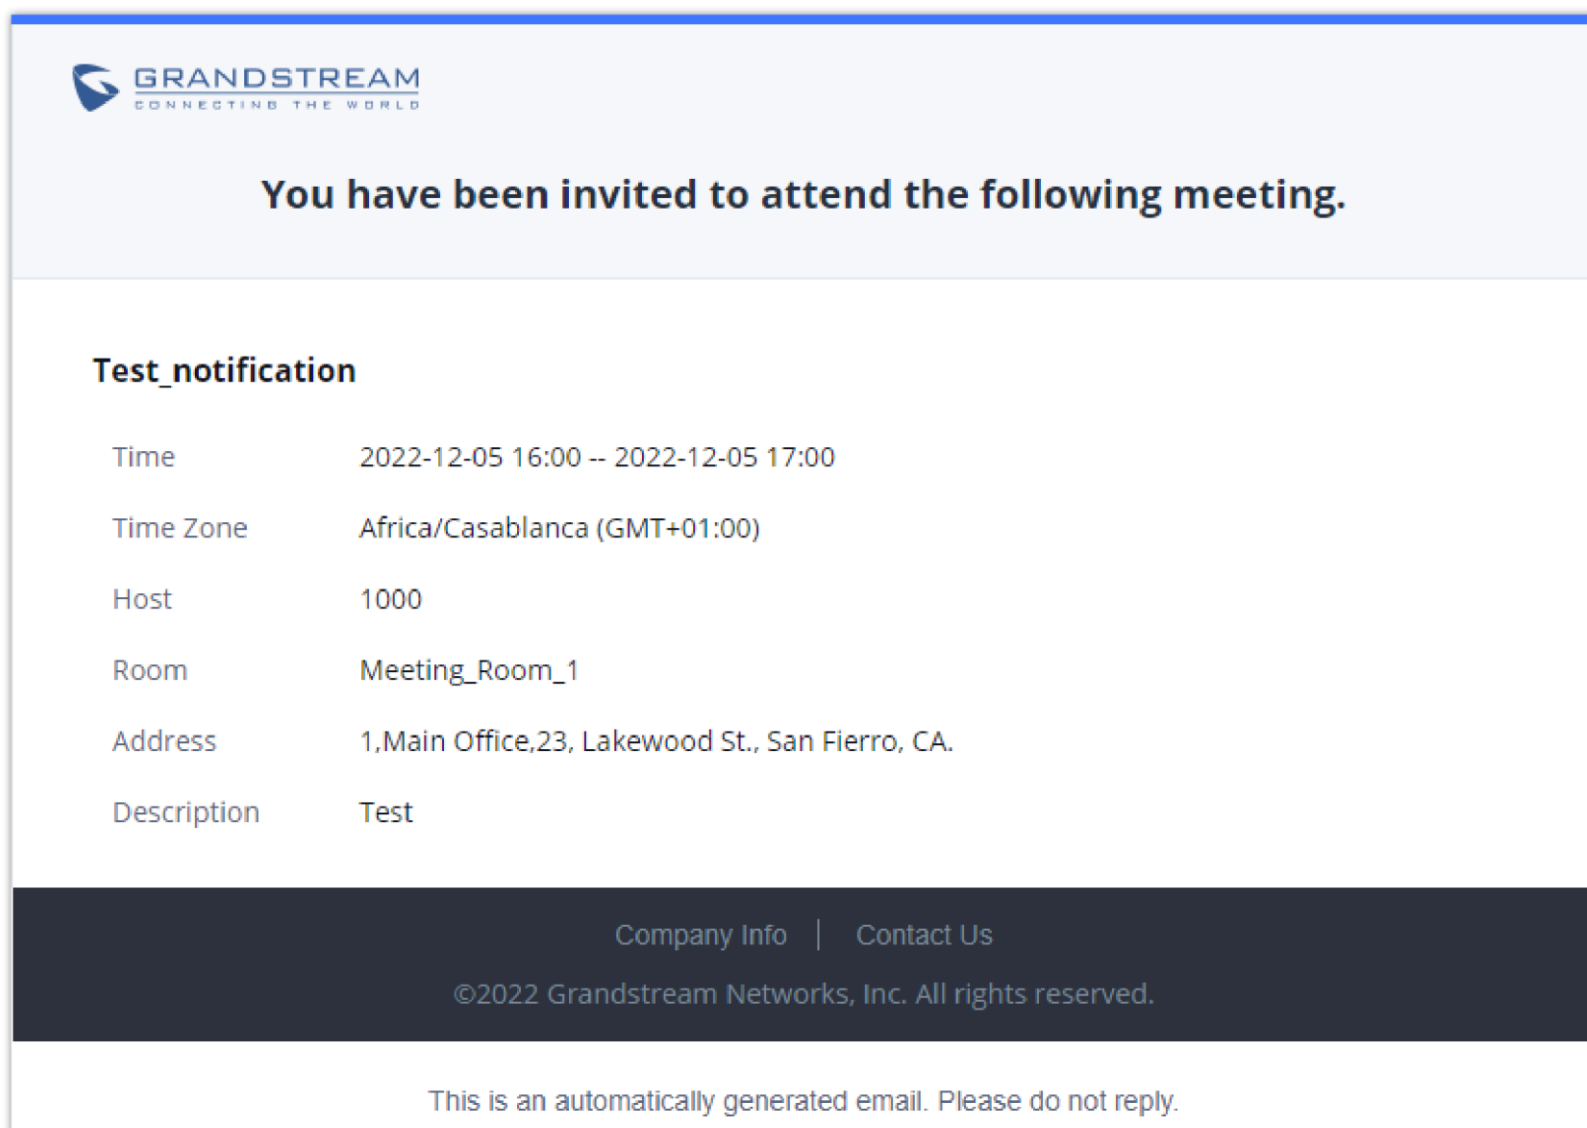 GRANDSTREAM
CONNECTING THE WORLD
You have been invited to attend the following meeting.
Test_notification
Time 2022-12-05 16:00 -- 2022-12-05 17:00
Time Zone Africa/Casablanca (GMT+01:00)
Host 1000
Room Meeting_Room_1
Address 1,Main Office,23, Lakewood St., San Fierro, CA.
Description Test
Company Info | Contact Us
©2022 Grandstream Networks, Inc. All rights reserved.
This is an automatically generated email. Please do not reply.